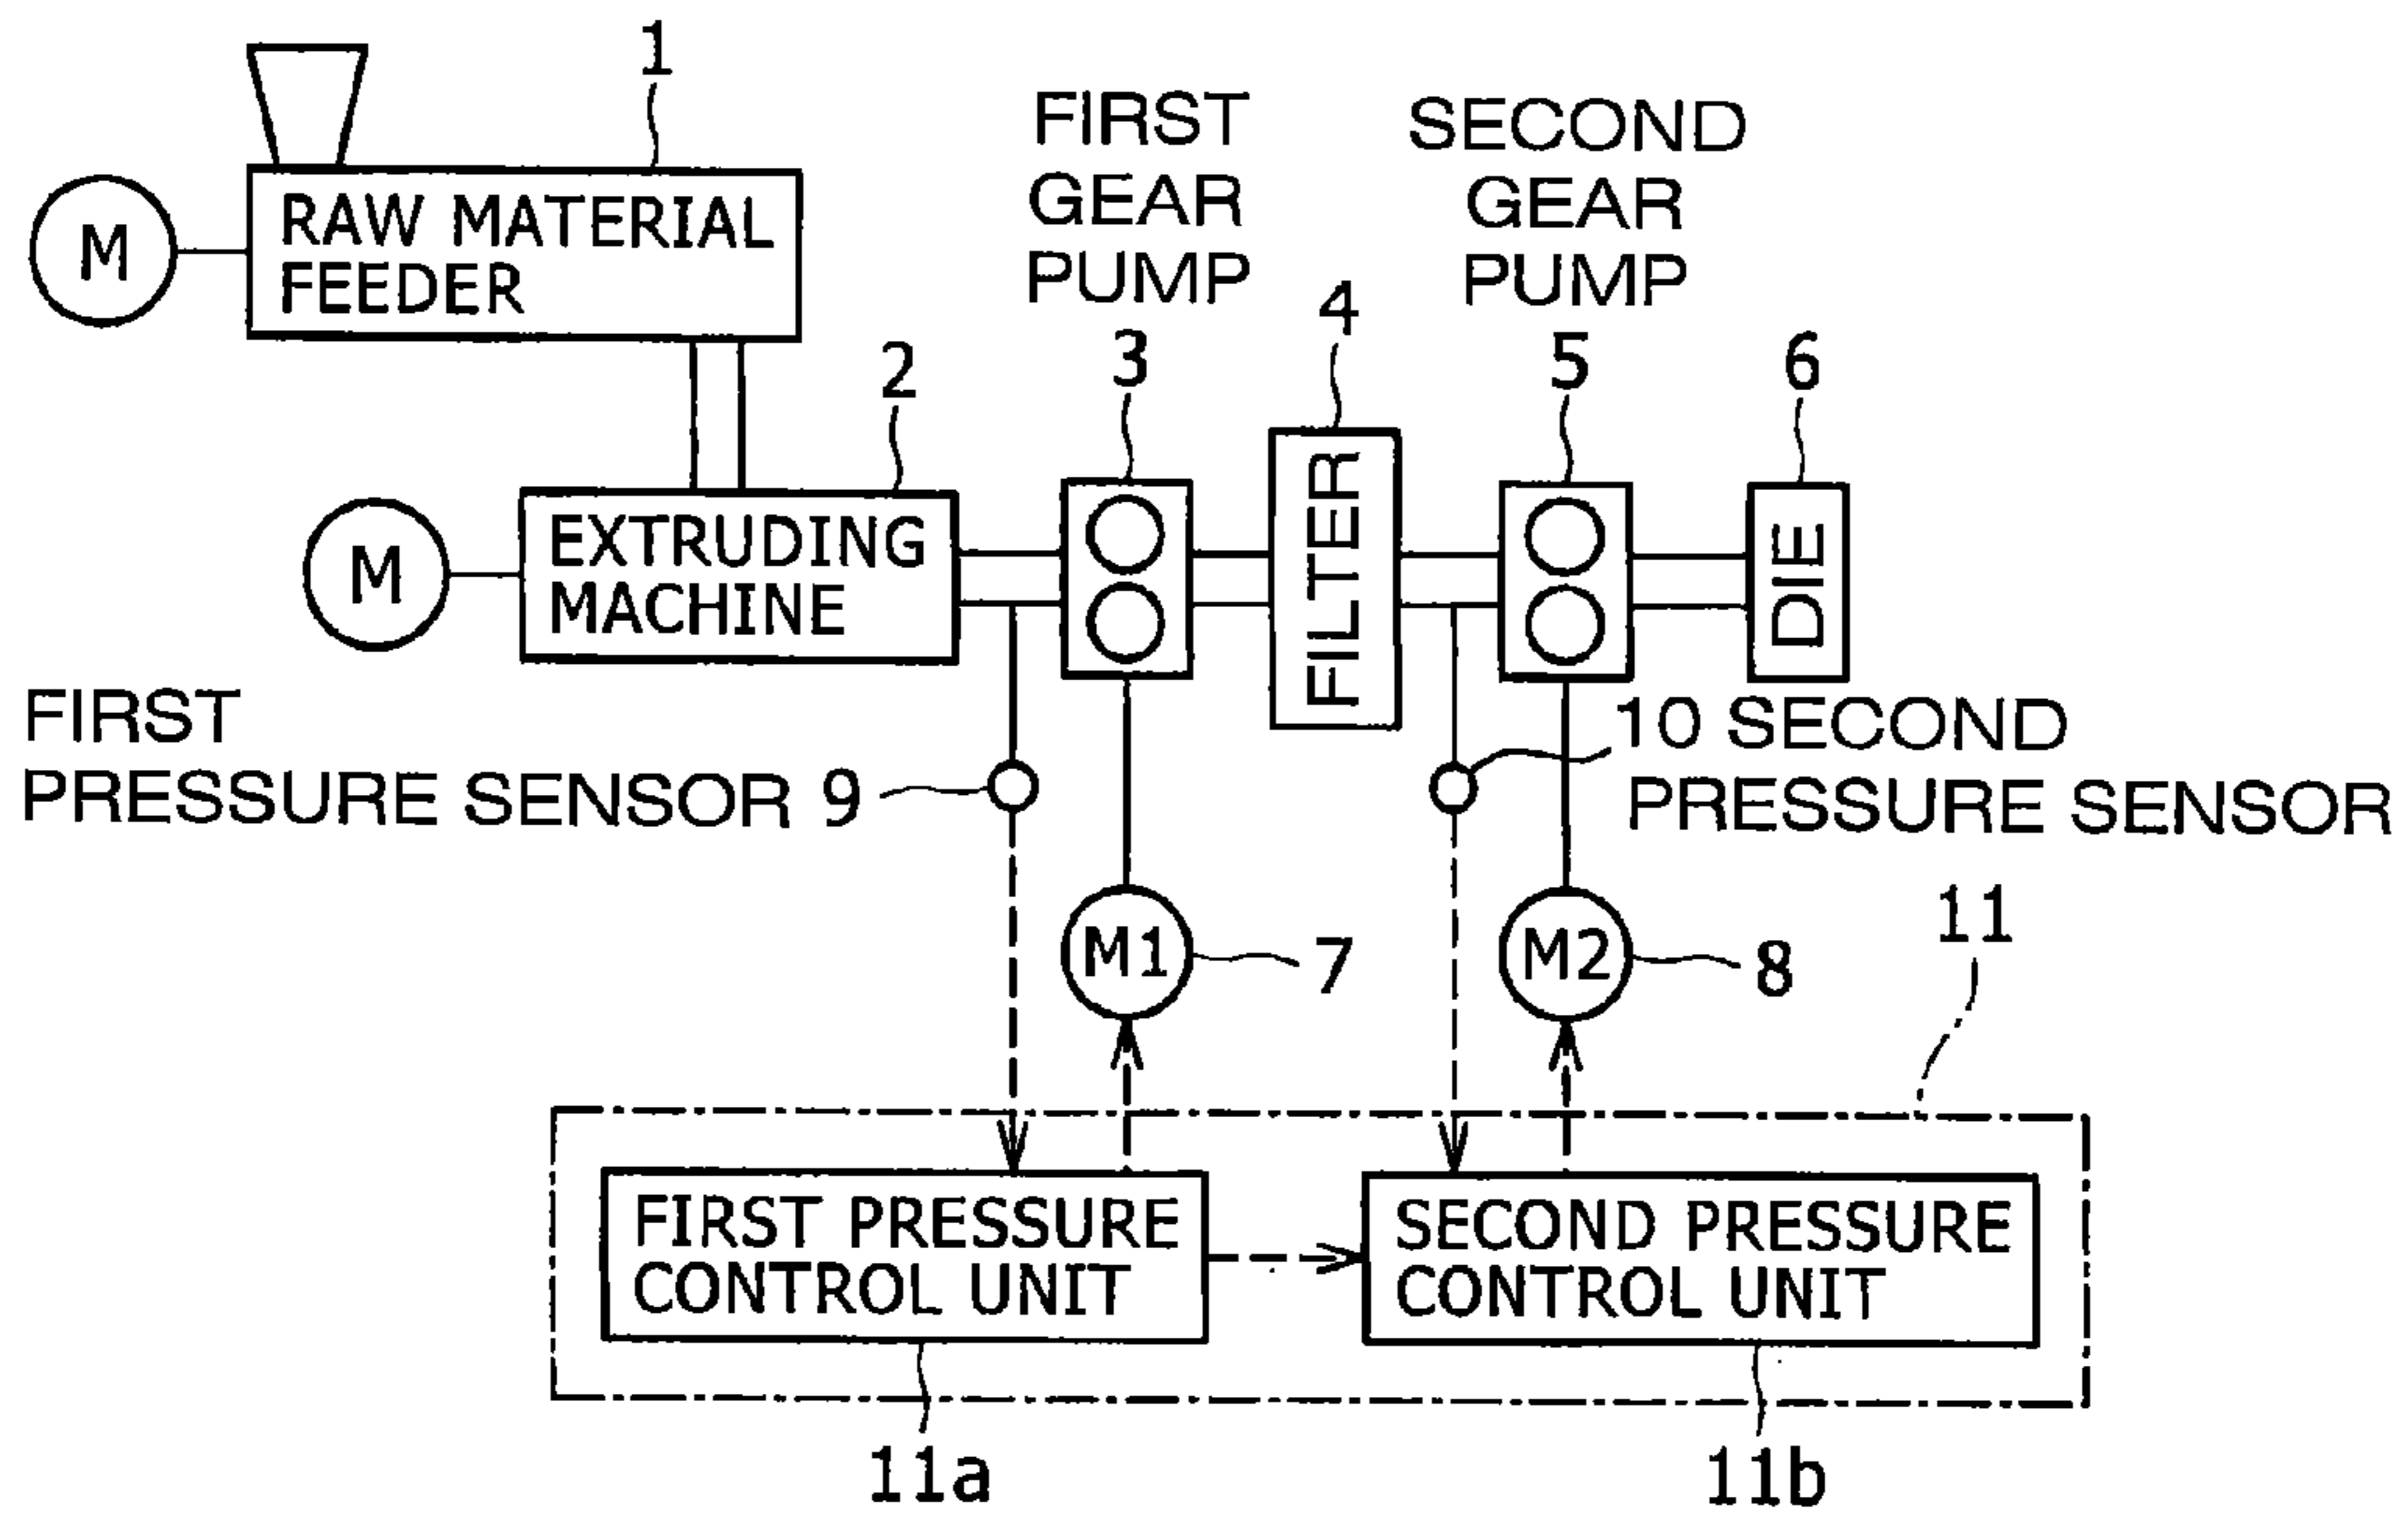 1
FIRST
GEAR
PUMP
3
SECOND
GEAR
PUMP
5
M
RAW MATERIAL
FEEDER
2
4
6
M
EXTRUDING
MACHINE
FILTER
DIE
FIRST
PRESSURE SENSOR 9
10 SECOND
PRESSURE SENSOR
M1
7
M2
8
11
FIRST PRESSURE
CONTROL UNIT
SECOND PRESSURE
CONTROL UNIT
11a
11b